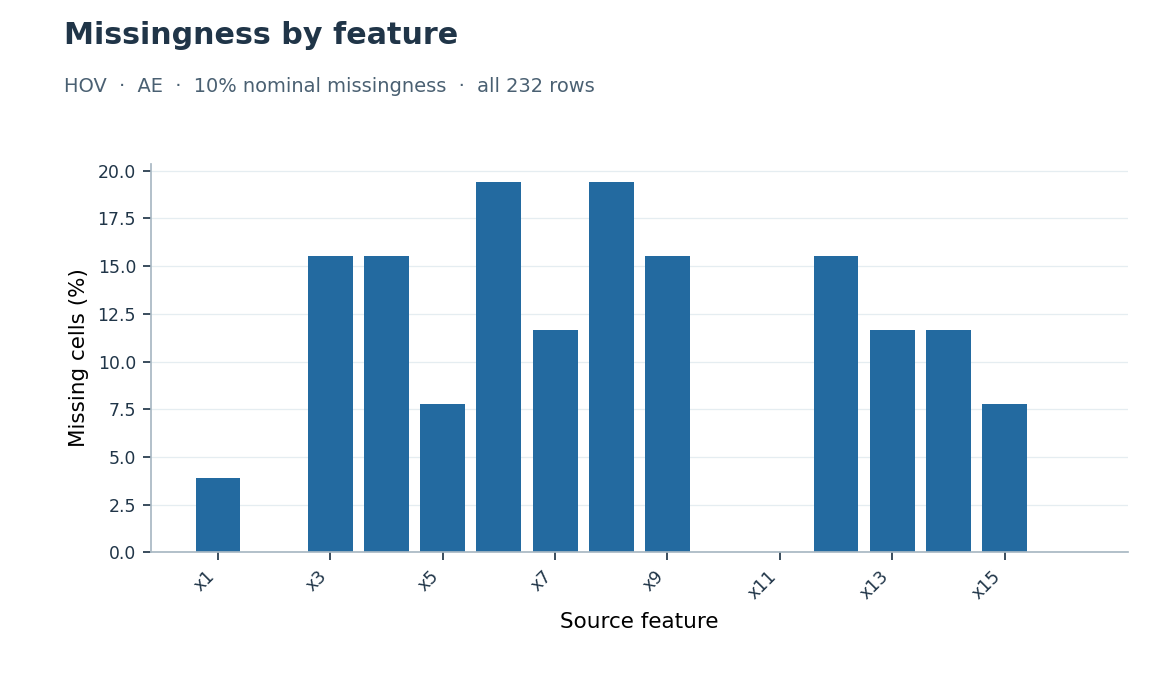 Missingness by feature
HOV · AE · 10% nominal missingness · all 232 rows
20.0
17.5
15.0
12.5
10.0
7.5
5.0
2.5
0.0
Missing cells (%)
x1 x3 x5 x7 x9 x11 x13 x15
Source feature